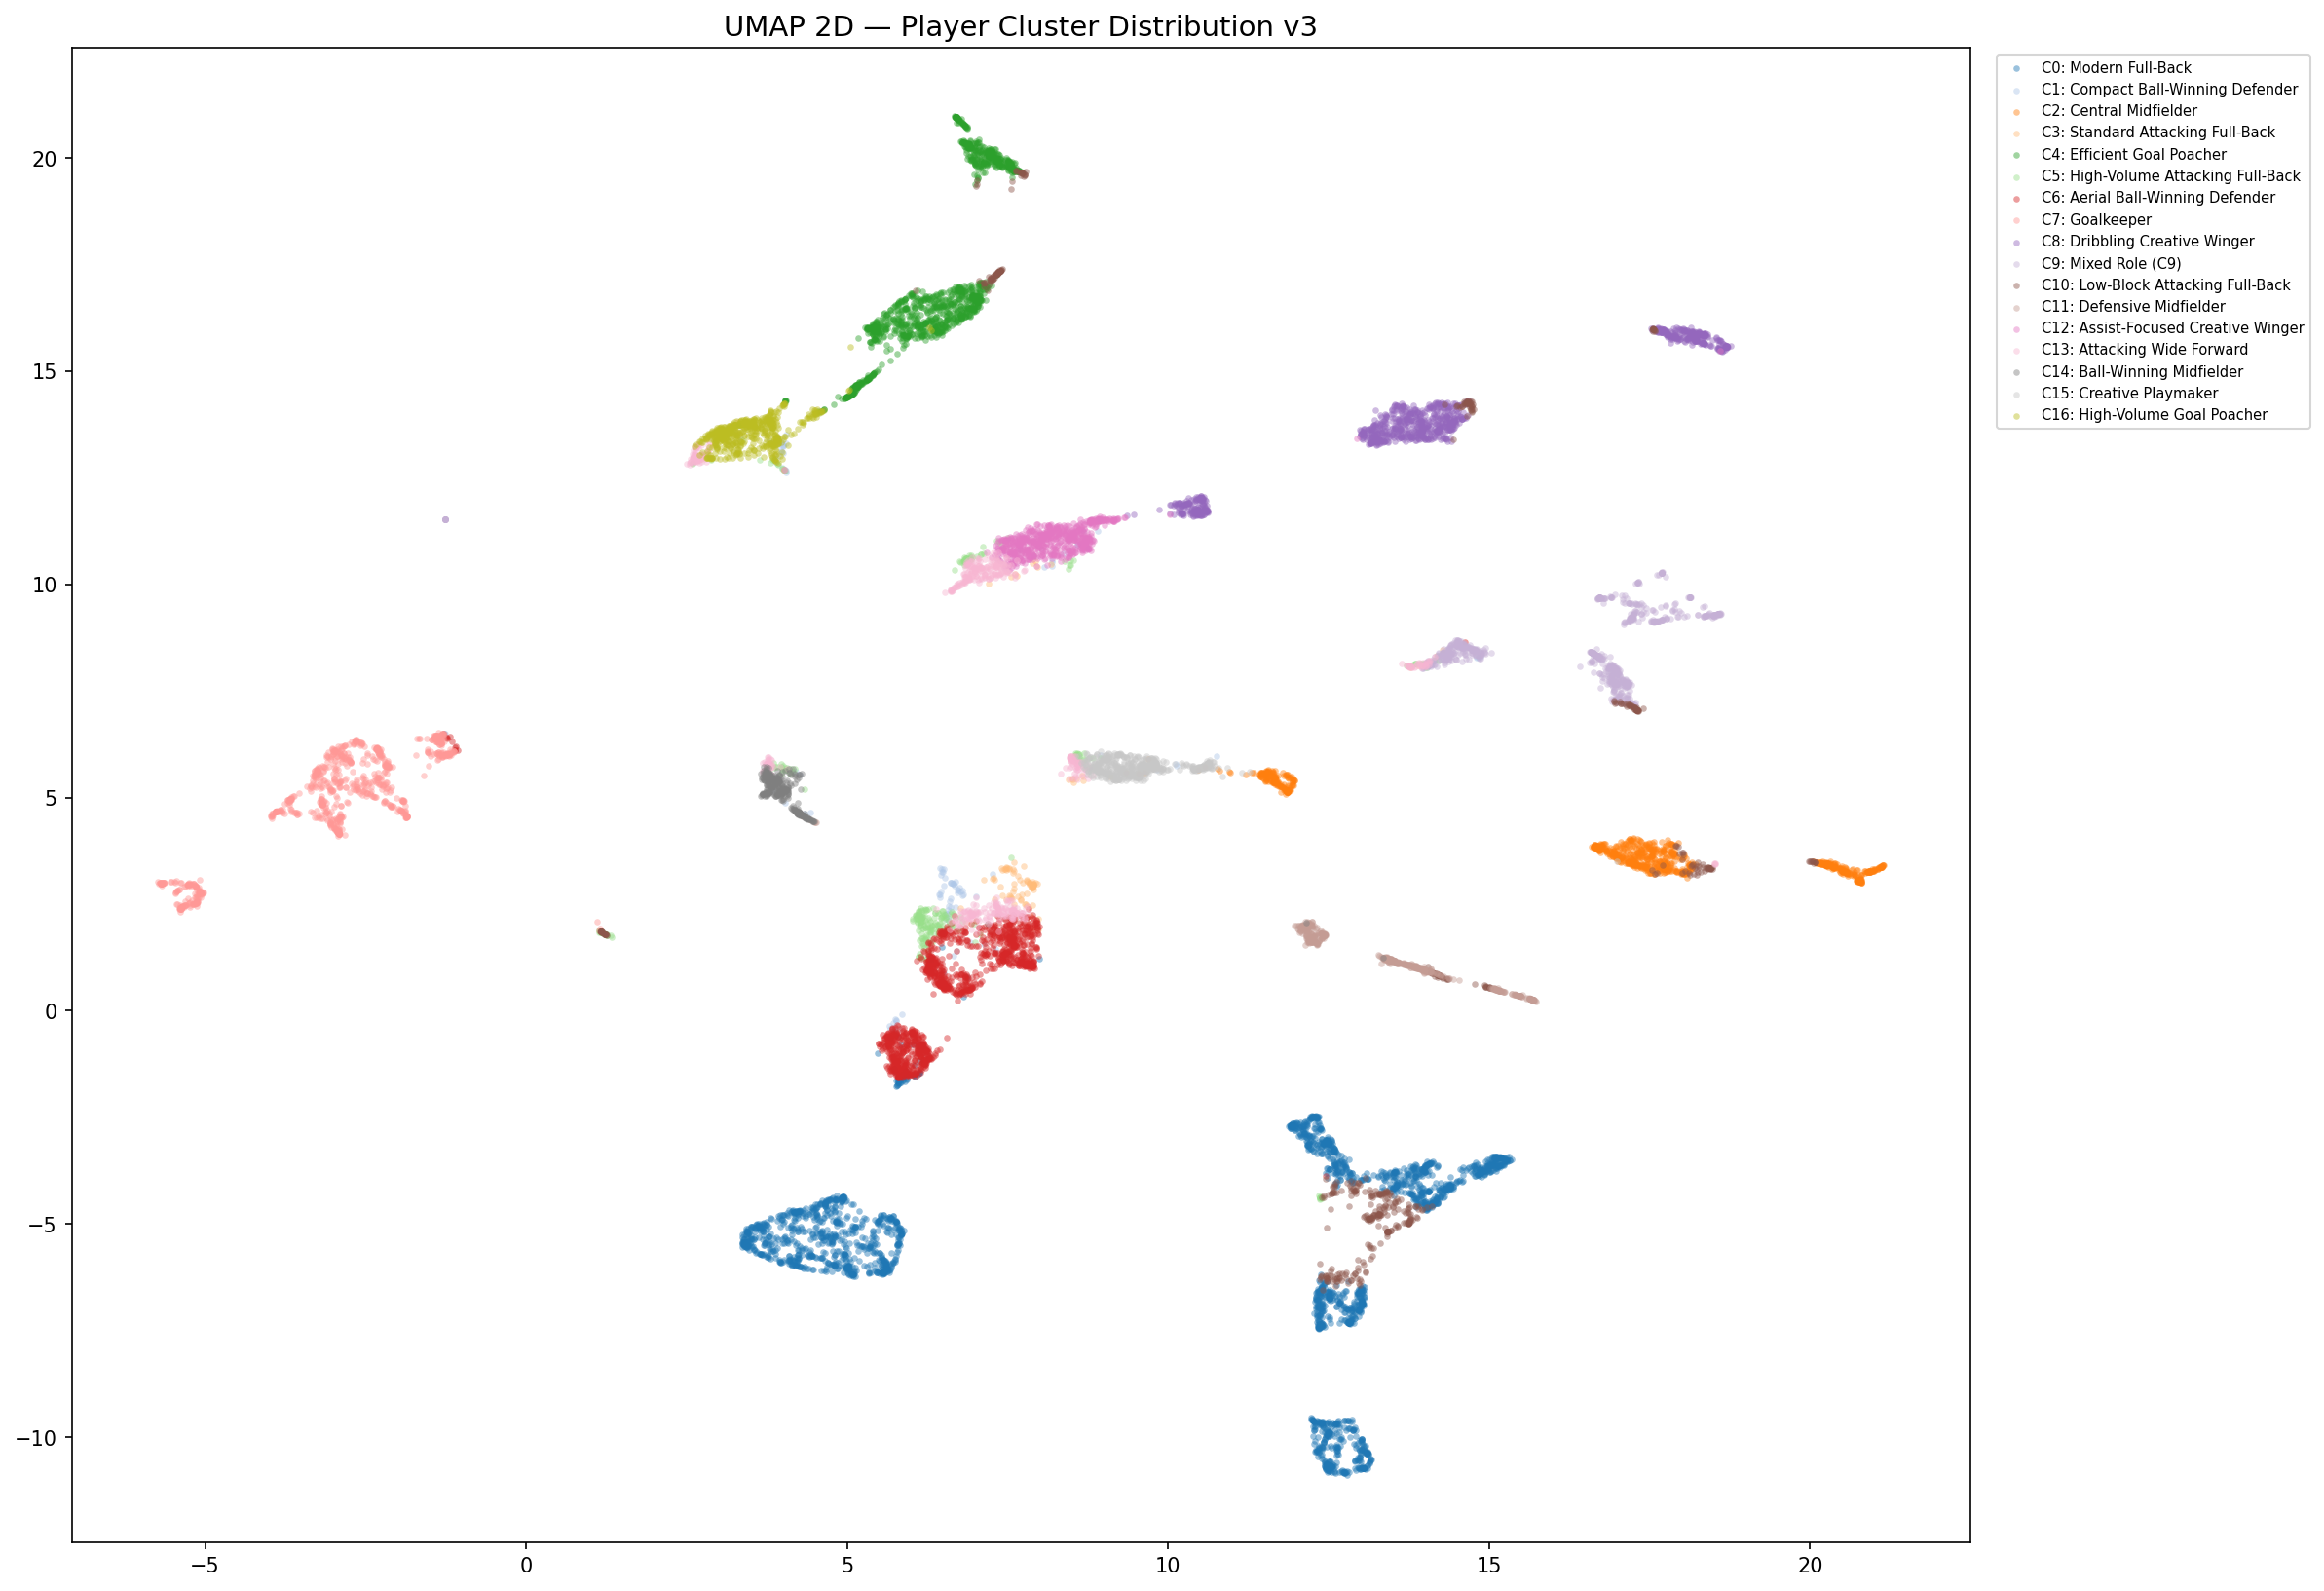 UMAP 2D — Player Cluster Distribution v3
C0: Modern Full-Back
C1: Compact Ball-Winning Defender
C2: Central Midfielder
C3: Standard Attacking Full-Back
C4: Efficient Goal Poacher
C5: High-Volume Attacking Full-Back
C6: Aerial Ball-Winning Defender
C7: Goalkeeper
C8: Dribbling Creative Winger
C9: Mixed Role (C9)
C10: Low-Block Attacking Full-Back
C11: Defensive Midfielder
C12: Assist-Focused Creative Winger
C13: Attacking Wide Forward
C14: Ball-Winning Midfielder
C15: Creative Playmaker
C16: High-Volume Goal Poacher
20
15
10
5
0
−5
−10
−5 0 5 10 15 20